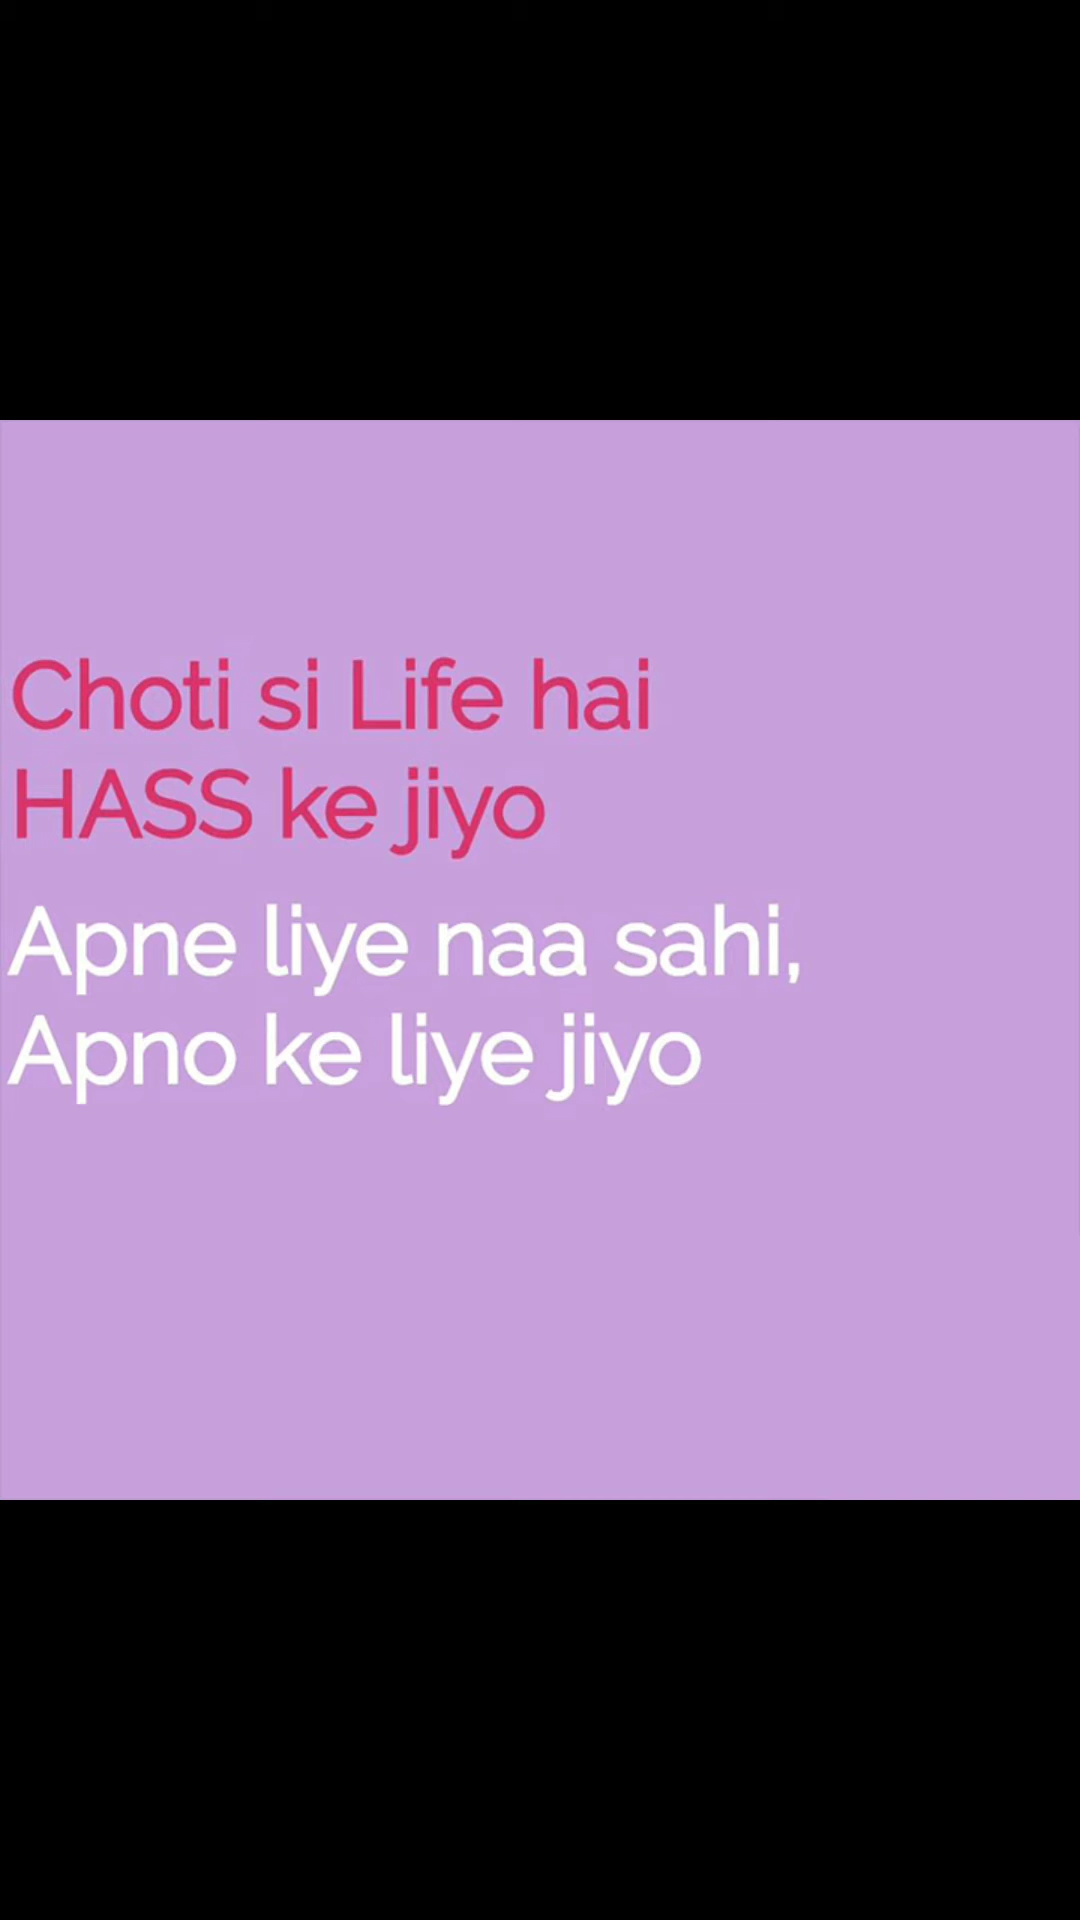 Choti si Life hai
HASS ke jiyo
Apne liye naa sahi,
Apno ke liye jiyo